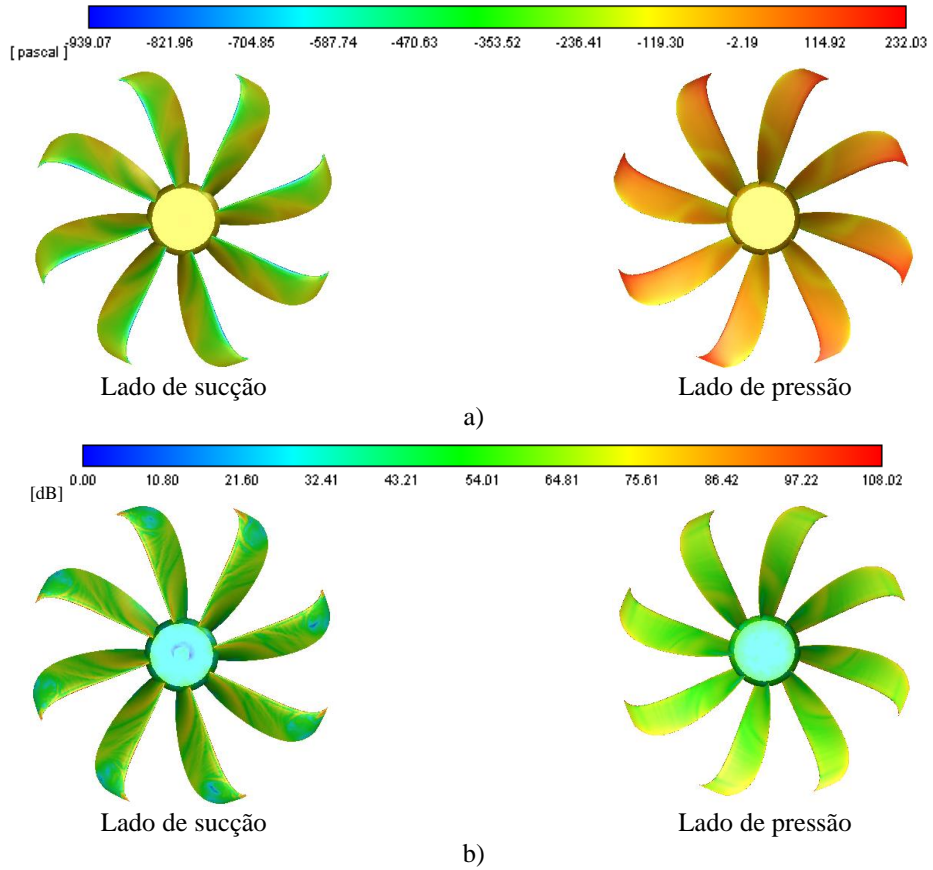 -939.07 -821.96 -704.85 -587.74 -470.63 -353.52 -236.41 -119.30 -2.19 114.92 232.03
[ pascal ]
Lado de sucção Lado de pressão
a)
0.00 10.80 21.60 32.41 43.21 54.01 64.81 75.61 86.42 97.22 108.02
[dB]
Lado de sucção Lado de pressão
b)